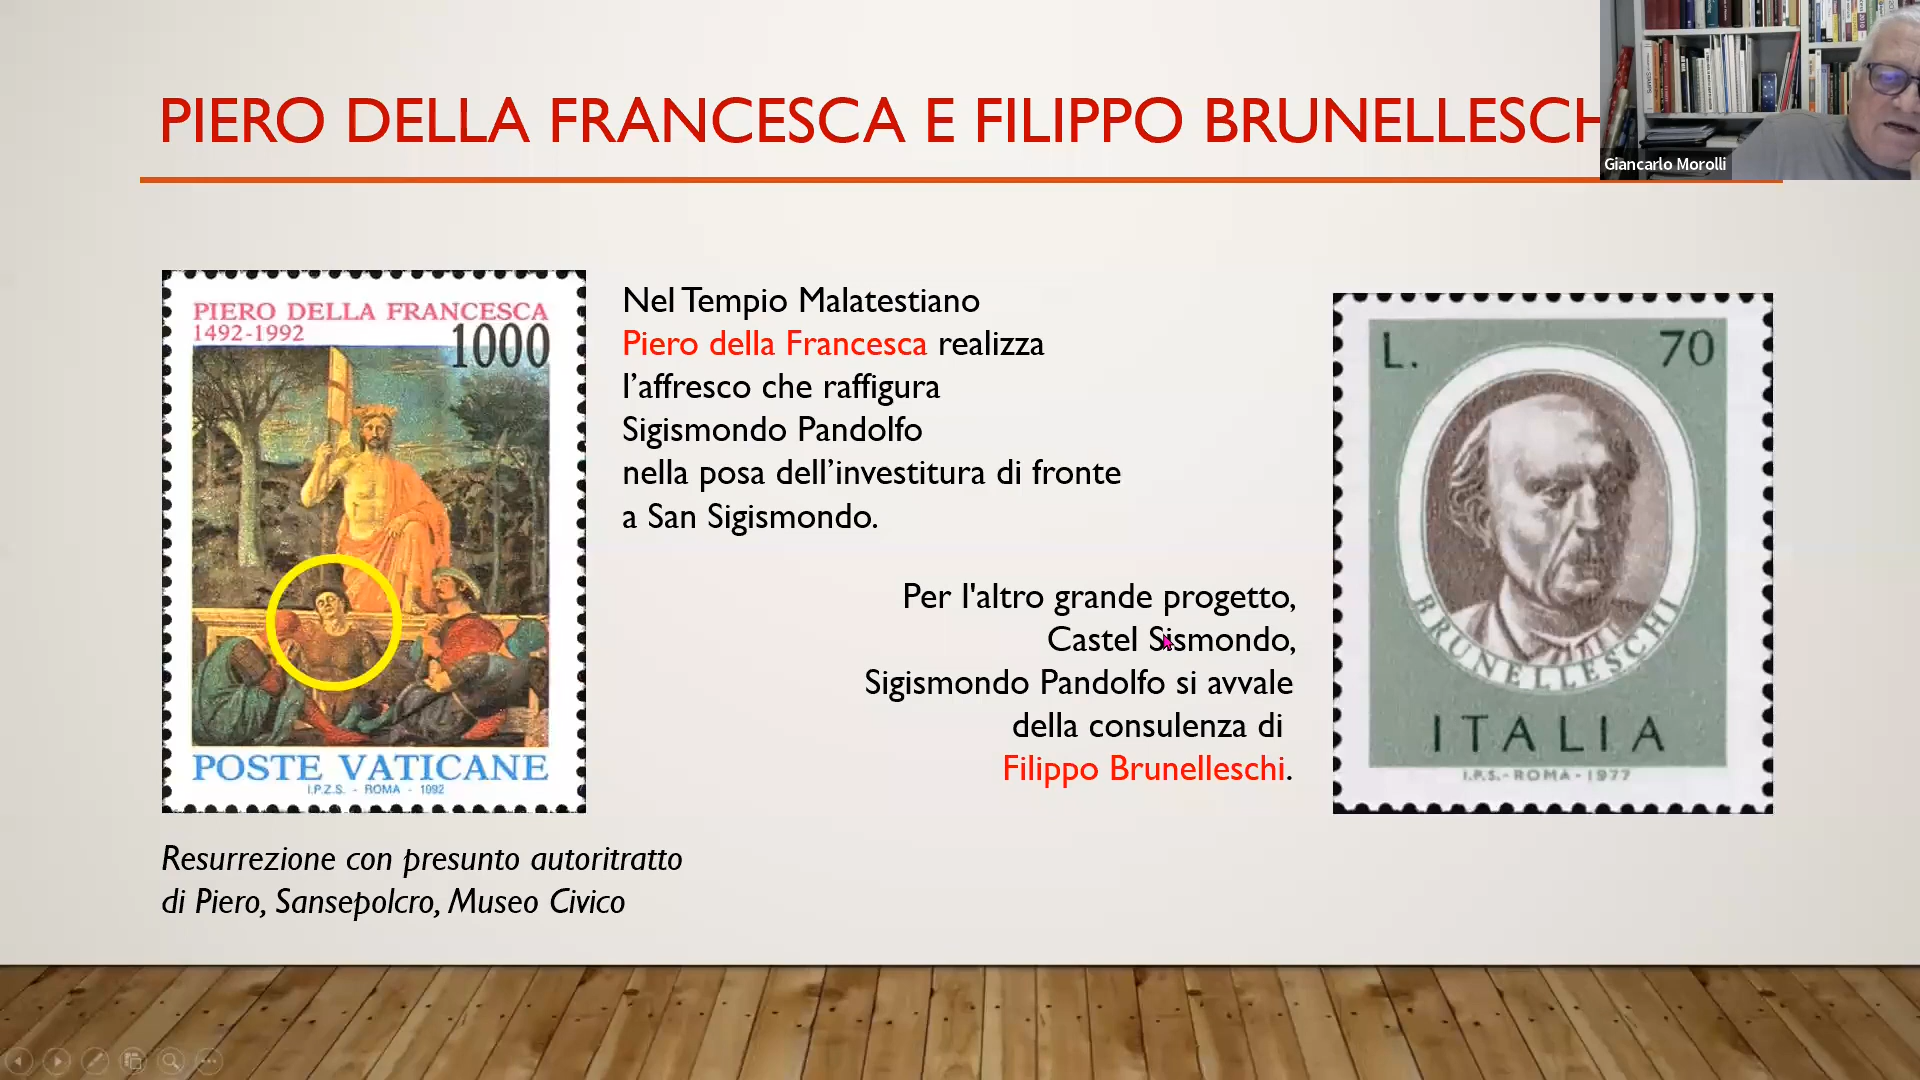 PIERO DELLA FRANCESCA E FILIPPO BRUNELLESCH
Giancarlo Morolli
PIERO DELLA FRANCESCA
1492-1992
1000
POSTE VATICANE
I.P.Z.S. - ROMA - 1992
Nel Tempio Malatestiano
Piero della Francesca realizza
l’affresco che raffigura
Sigismondo Pandolfo
nella posa dell’investitura di fronte
a San Sigismondo.
Per l'altro grande progetto,
Castel Sismondo,
Sigismondo Pandolfo si avvale
della consulenza di
Filippo Brunelleschi.
L. 70
BRUNELLESCHI
ITALIA
I.P.S.-ROMA-1977
Resurrezione con presunto autoritratto
di Piero, Sansepolcro, Museo Civico